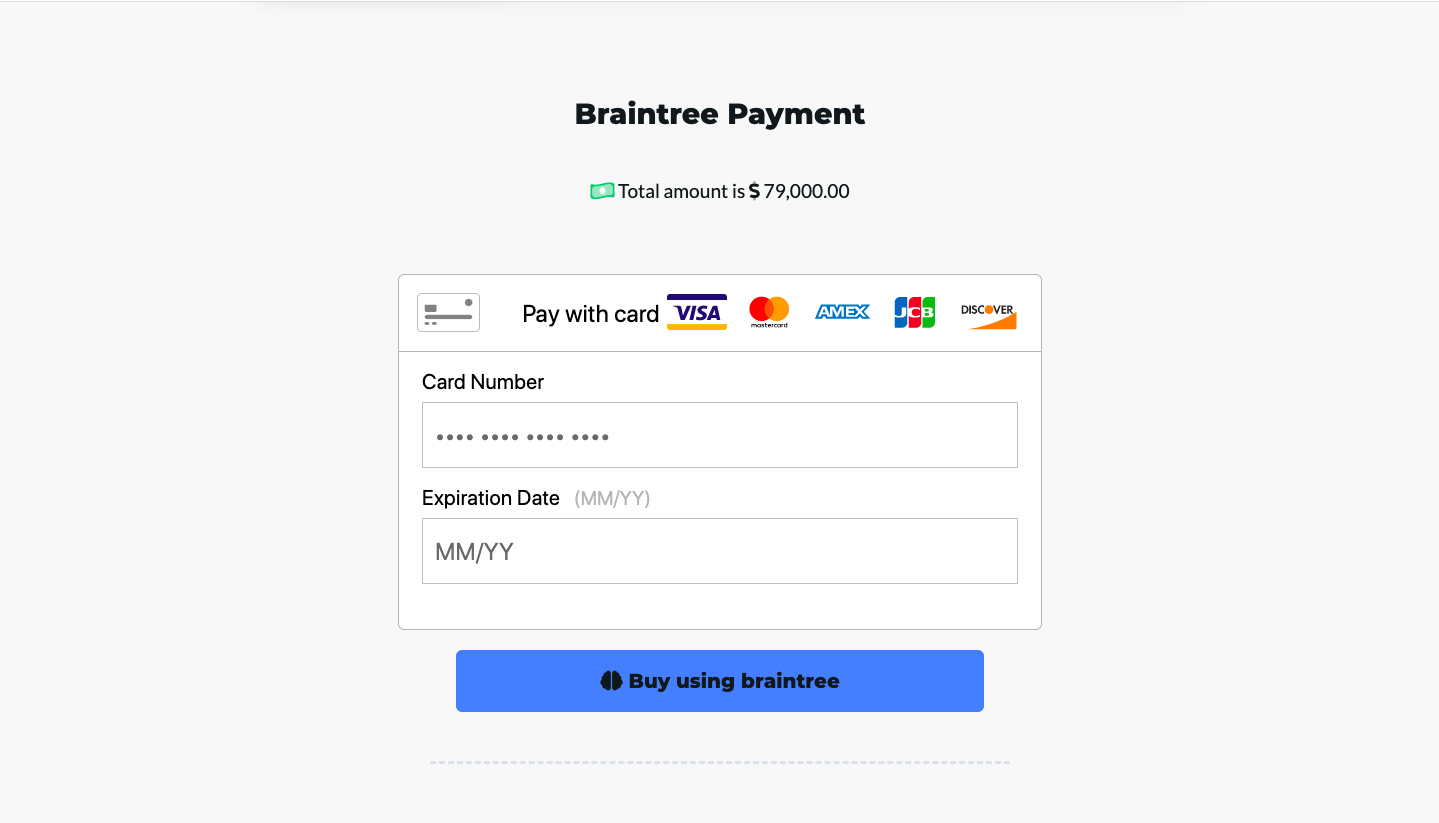 Braintree Payment
Total amount is $ 79,000.00
Pay with card VISA mastercard AMEX JCB DISCOVER
Card Number
•••• •••• •••• ••••
Expiration Date (MM/YY)
MM/YY
Buy using braintree